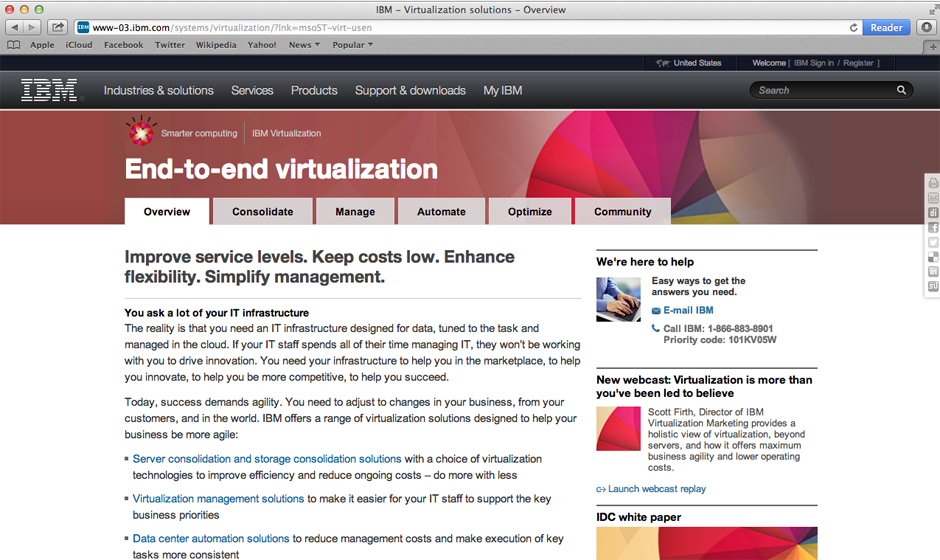 IBM – Virtualization solutions – Overview
IBM www-03.ibm.com/systems/virtualization/?lnk=msoST-virt-usen
Reader
Apple iCloud Facebook Twitter Wikipedia Yahoo! News Popular
United States Welcome [ IBM Sign In / Register ]
IBM Industries & solutions Services Products Support & downloads My IBM Search
Smarter computing IBM Virtualization
End-to-end virtualization
Overview Consolidate Manage Automate Optimize Community
Improve service levels. Keep costs low. Enhance
flexibility. Simplify management.
You ask a lot of your IT infrastructure
The reality is that you need an IT infrastructure designed for data, tuned to the task and
managed in the cloud. If your IT staff spends all of their time managing IT, they won't be working
with you to drive innovation. You need your infrastructure to help you in the marketplace, to help
you innovate, to help you be more competitive, to help you succeed.
Today, success demands agility. You need to adjust to changes in your business, from your
customers, and in the world. IBM offers a range of virtualization solutions designed to help your
business be more agile:
Server consolidation and storage consolidation solutions with a choice of virtualization
technologies to improve efficiency and reduce ongoing costs – do more with less
Virtualization management solutions to make it easier for your IT staff to support the key
business priorities
Data center automation solutions to reduce management costs and make execution of key
tasks more consistent
We're here to help
Easy ways to get the
answers you need.
E-mail IBM
Call IBM: 1-866-883-8901
Priority code: 101KV05W
New webcast: Virtualization is more than
you've been led to believe
Scott Firth, Director of IBM
Virtualization Marketing provides a
holistic view of virtualization, beyond
servers, and how it offers maximum
business agility and lower operating
costs.
Launch webcast replay
IDC white paper